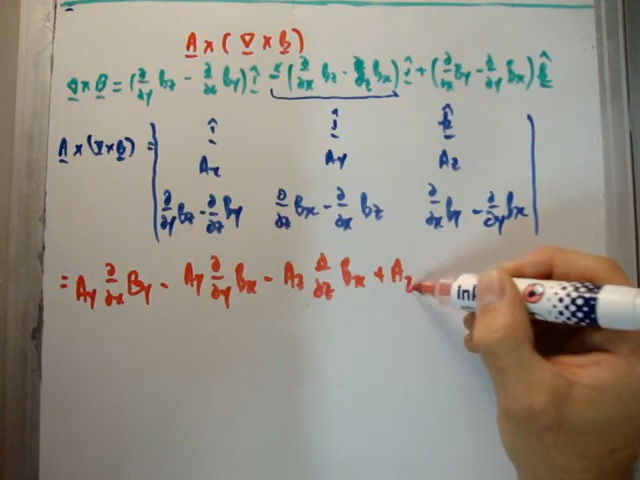 A × (∇ × B)
∇ × B = (∂/∂y Bz - ∂/∂z By) î - (∂/∂x Bz - ∂/∂z Bx) ĵ + (∂/∂x By - ∂/∂y Bx) k̂
î ĵ k̂
A × (∇ × B) = Ax Ay Az
∂/∂y Bz - ∂/∂z By ∂/∂z Bx - ∂/∂x Bz ∂/∂x By - ∂/∂y Bx
= Ay ∂/∂x By - Ay ∂/∂y Bx - Az ∂/∂z Bx + Az
ink